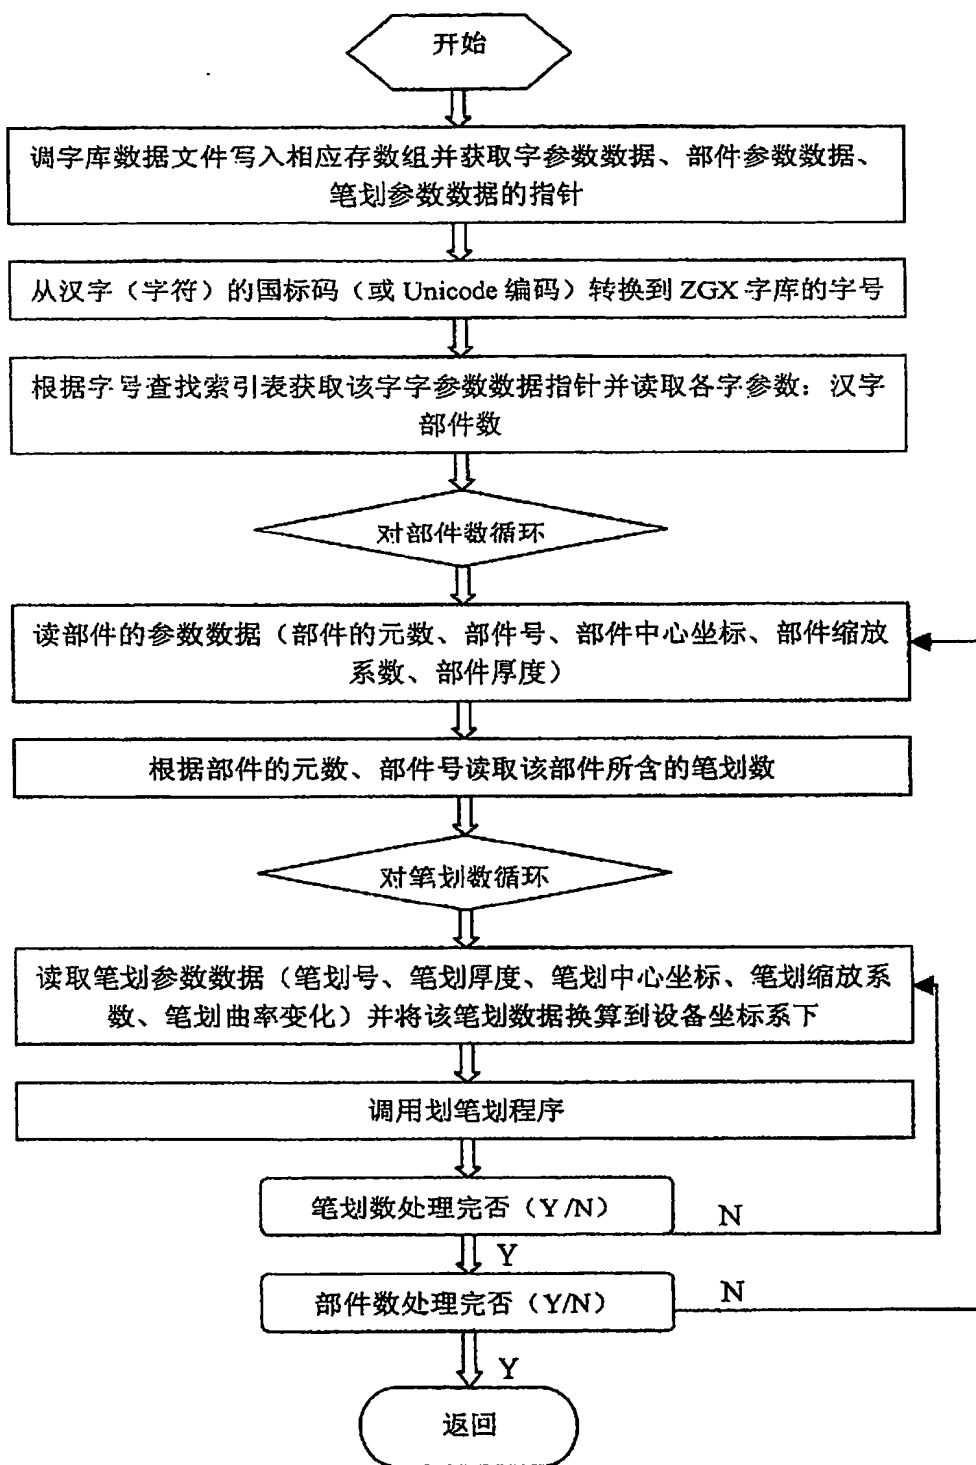 开始
调字库数据文件写入相应存数组并获取字参数数据、部件参数数据、
笔划参数数据的指针
从汉字（字符）的国标码（或 Unicode 编码）转换到 ZGX 字库的字号
根据字号查找索引表获取该字字参数数据指针并读取各字参数：汉字
部件数
对部件数循环
读部件的参数数据（部件的元数、部件号、部件中心坐标、部件缩放
系数、部件厚度）
根据部件的元数、部件号读取该部件所含的笔划数
对笔划数循环
读取笔划参数数据（笔划号、笔划厚度、笔划中心坐标、笔划缩放系
数、笔划曲率变化）并将该笔划数据换算到设备坐标系下
调用划笔划程序
笔划数处理完否（Y/N）
N
Y
部件数处理完否（Y/N）
N
Y
返回